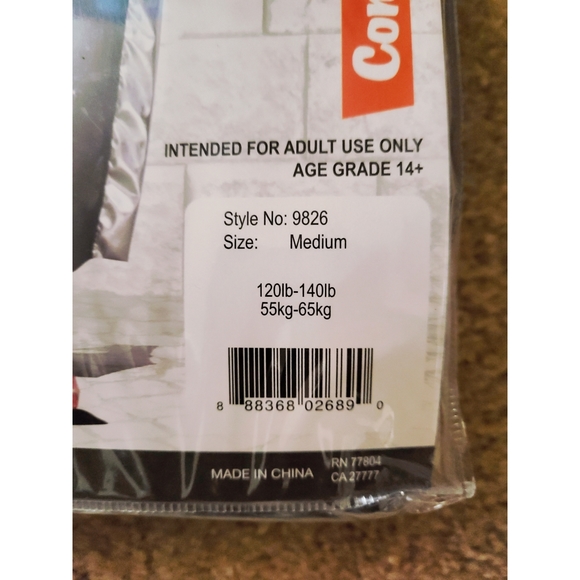 Con
INTENDED FOR ADULT USE ONLY
AGE GRADE 14+
Style No: 9826
Size: Medium
120lb-140lb
55kg-65kg
8 88368 02689 0
MADE IN CHINA
RN 77804
CA 27777